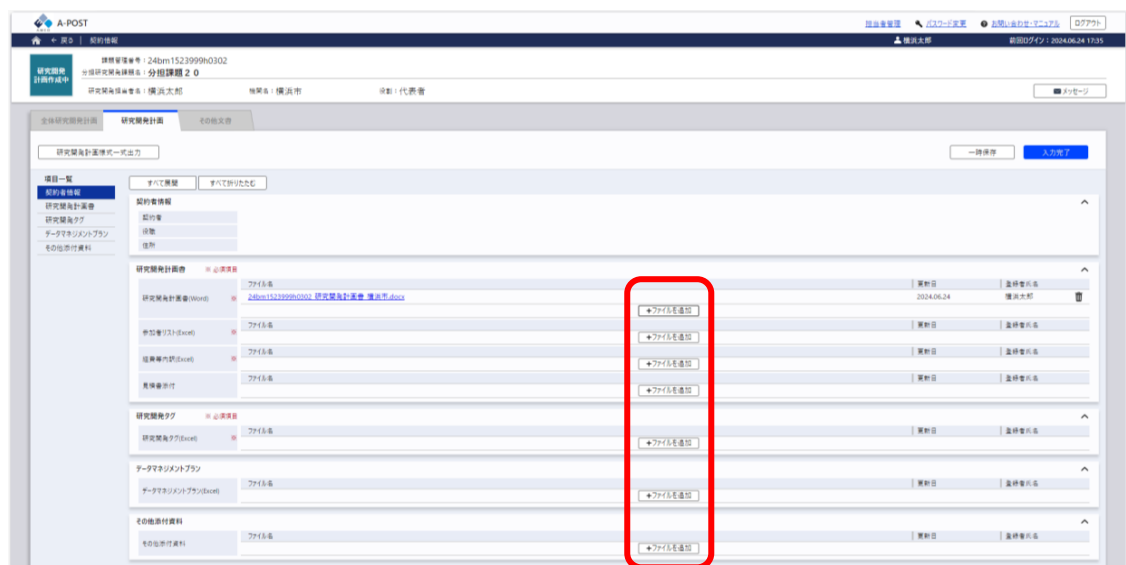 A-POST
担当者管理 パスワード変更 お問い合わせ・マニュアル ログアウト
← 戻る 契約情報 横浜太郎 前回ログイン：2024.06.24 17:35
研究開発
計画作成中
課題管理番号：24bm1523999h0302
分担研究開発課題名：分担課題２０
研究開発担当者名：横浜太郎 機関名：横浜市 役割：代表者 メッセージ
全体研究開発計画 研究開発計画 その他文書
研究開発計画様式一式出力 一時保存 入力完了
項目一覧
契約者情報
研究開発計画書
研究開発タグ
データマネジメントプラン
その他添付資料
すべて展開 すべて折りたたむ
契約者情報
契約者
役職
住所
研究開発計画書 ※ 必須項目
ファイル名 更新日 登録者氏名
研究開発計画書(Word) ※ 24bm1523999h0302_研究開発計画書_横浜市.docx 2024.06.24 横浜太郎
+ファイルを追加
ファイル名 更新日 登録者氏名
参加者リスト(Excel) ※
+ファイルを追加
ファイル名 更新日 登録者氏名
経費等内訳(Excel) ※
+ファイルを追加
ファイル名 更新日 登録者氏名
見積書添付
+ファイルを追加
研究開発タグ ※ 必須項目
ファイル名 更新日 登録者氏名
研究開発タグ(Excel) ※
+ファイルを追加
データマネジメントプラン
ファイル名 更新日 登録者氏名
データマネジメントプラン(Excel)
+ファイルを追加
その他添付資料
ファイル名 更新日 登録者氏名
その他添付資料
+ファイルを追加